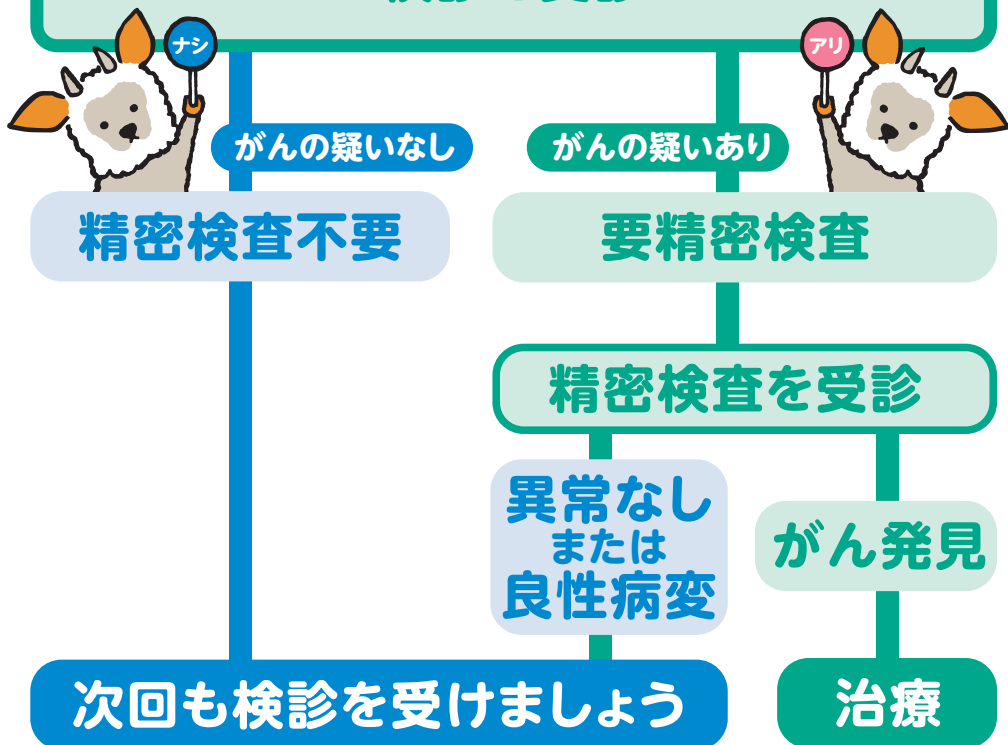 ナシ
アリ
がんの疑いなし
がんの疑いあり
精密検査不要
要精密検査
精密検査を受診
異常なし
または
良性病変
がん発見
次回も検診を受けましょう
治療